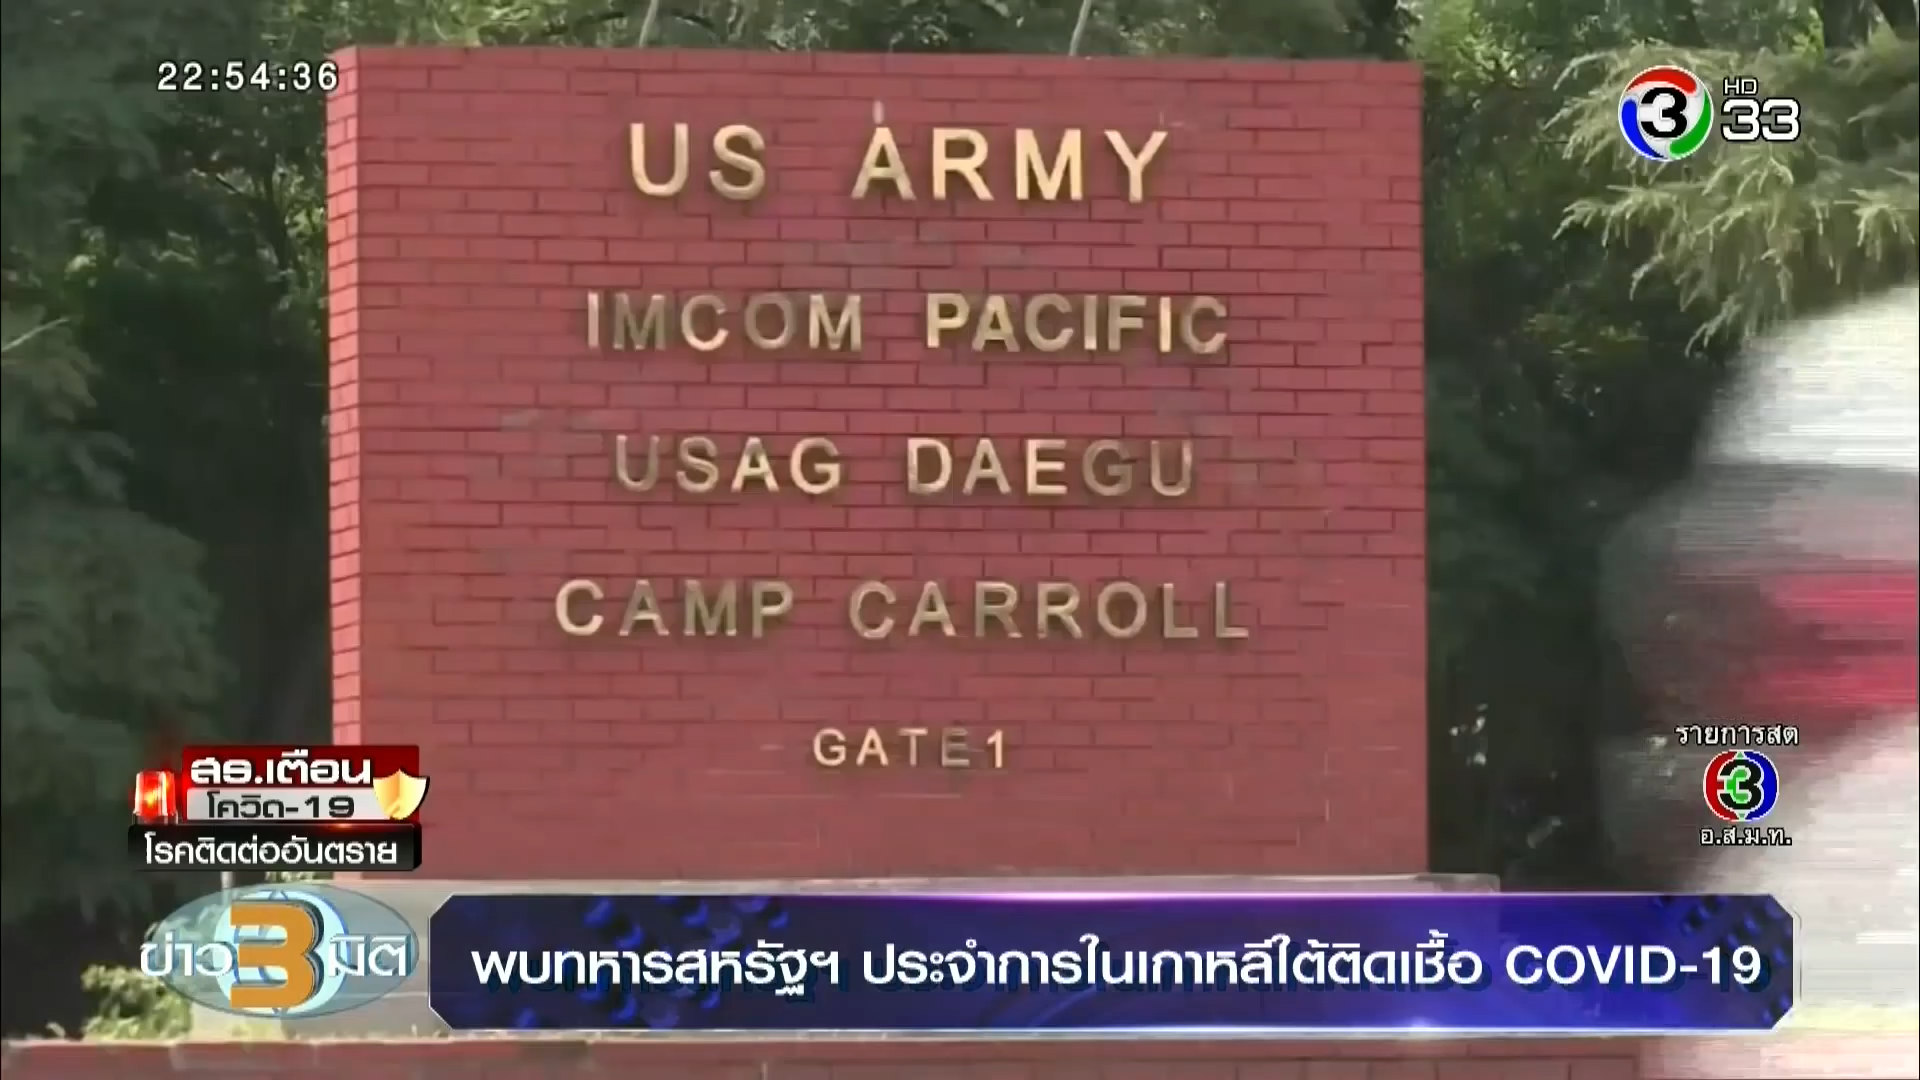 22:54:36
3 HD 33
US ARMY
IMCOM PACIFIC
USAG DAEGU
CAMP CARROLL
GATE 1
รายการสด
3
อ.ส.ม.ท.
สธ.เตือน
โควิด-19
โรคติดต่ออันตราย
ข่าว 3 มิติ
พบทหารสหรัฐฯ ประจำการในเกาหลีใต้ติดเชื้อ COVID-19